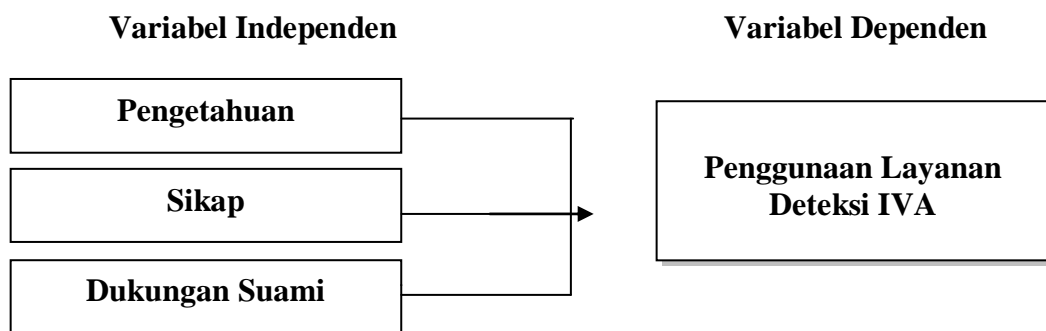 Variabel Independen
Variabel Dependen
Pengetahuan
Sikap
Dukungan Suami
Penggunaan Layanan
Deteksi IVA